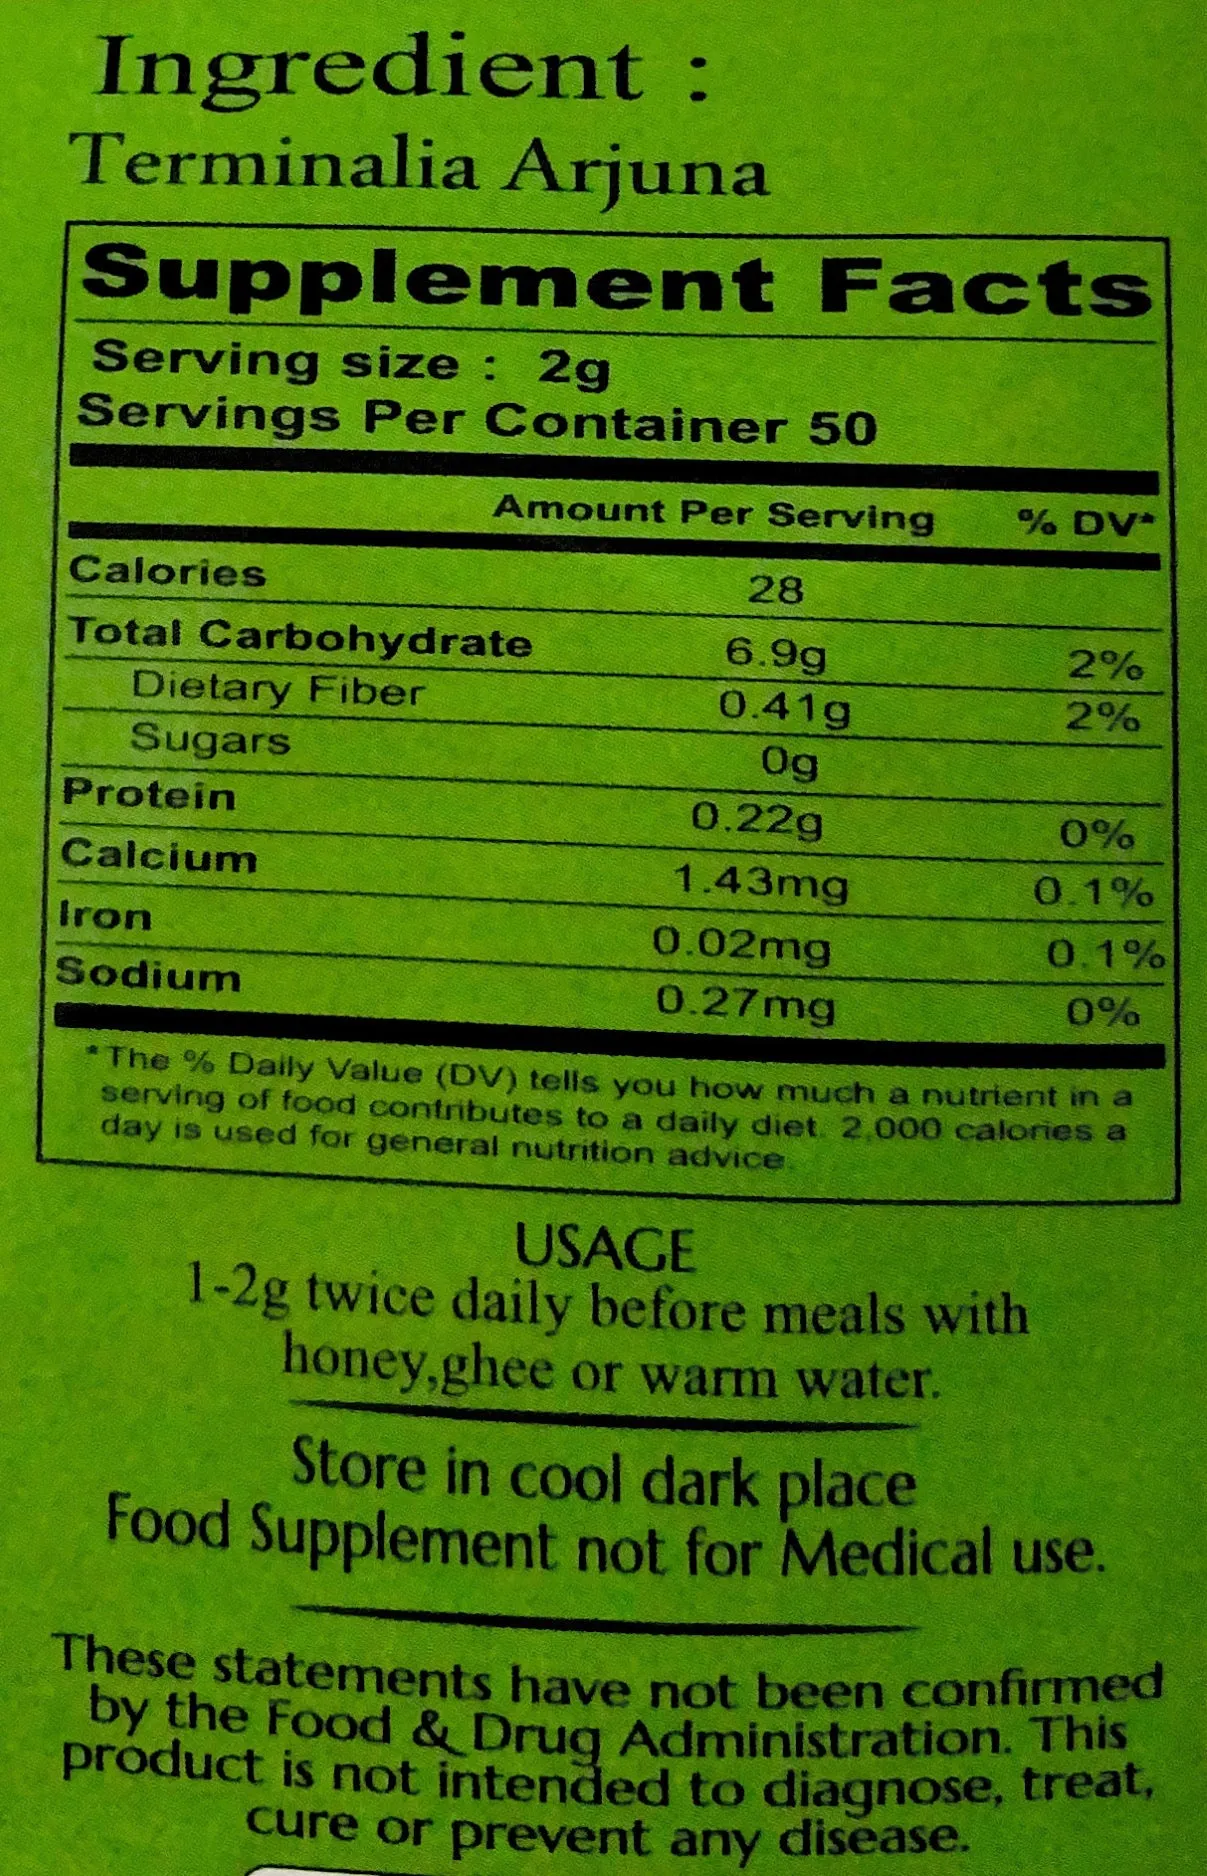 Ingredient :
Terminalia Arjuna
Supplement Facts
Serving size : 2g
Servings Per Container 50
Amount Per Serving % DV*
Calories 28
Total Carbohydrate 6.9g 2%
Dietary Fiber 0.41g 2%
Sugars 0g
Protein 0.22g 0%
Calcium 1.43mg 0.1%
Iron 0.02mg 0.1%
Sodium 0.27mg 0%
*The % Daily Value (DV) tells you how much a nutrient in a
serving of food contributes to a daily diet. 2,000 calories a
day is used for general nutrition advice.
USAGE
1-2g twice daily before meals with
honey,ghee or warm water.
Store in cool dark place
Food Supplement not for Medical use.
These statements have not been confirmed
by the Food & Drug Administration. This
product is not intended to diagnose, treat,
cure or prevent any disease.